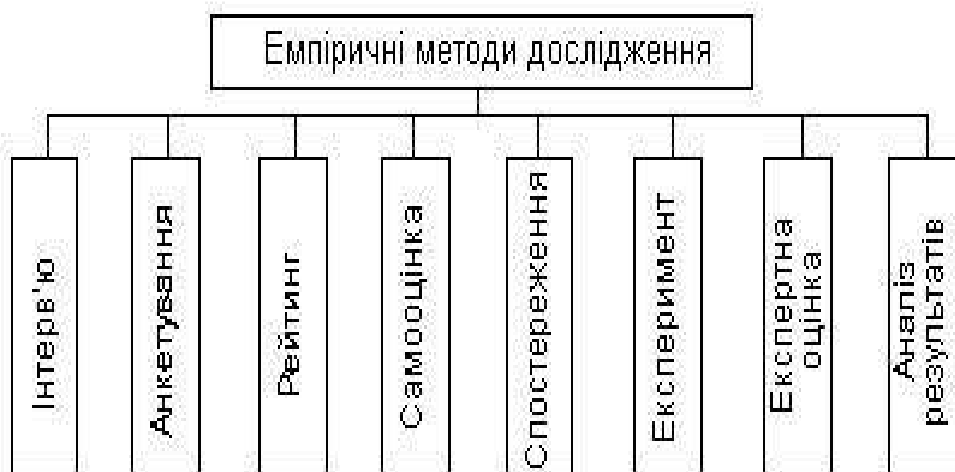 Емпіричні методи дослідження
Інтерв'ю
Анкетування
Рейтинг
Самооцінка
Спостереження
Експеримент
Експертна
оцінка
Аналіз
результатів